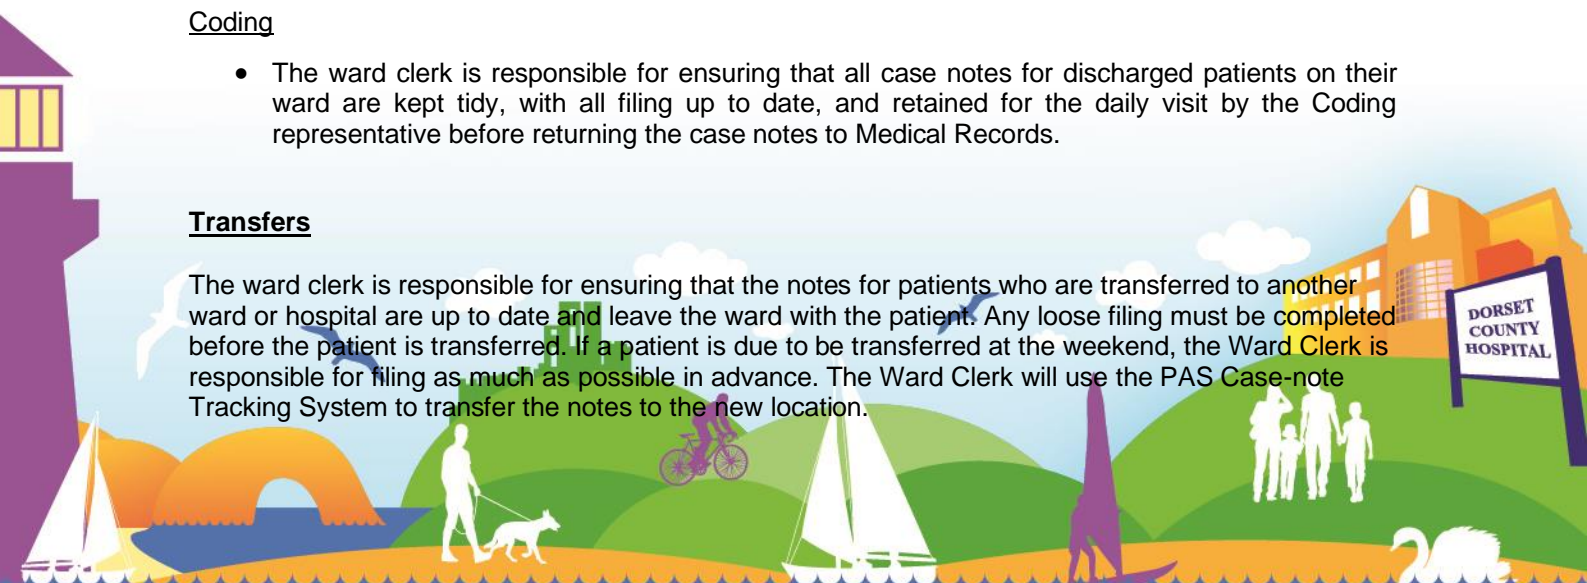 Coding
• The ward clerk is responsible for ensuring that all case notes for discharged patients on their
ward are kept tidy, with all filing up to date, and retained for the daily visit by the Coding
representative before returning the case notes to Medical Records.
Transfers
The ward clerk is responsible for ensuring that the notes for patients who are transferred to another
ward or hospital are up to date and leave the ward with the patient. Any loose filing must be completed
before the patient is transferred. If a patient is due to be transferred at the weekend, the Ward Clerk is
responsible for filing as much as possible in advance. The Ward Clerk will use the PAS Case-note
Tracking System to transfer the notes to the new location.
DORSET
COUNTY
HOSPITAL